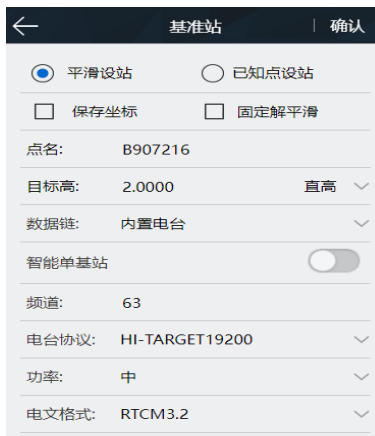 基准站 确认
平滑设站 已知点设站
保存坐标 固定解平滑
点名: B907216
目标高: 2.0000 直高
数据链: 内置电台
智能单基站
频道: 63
电台协议: HI-TARGET19200
功率: 中
电文格式: RTCM3.2